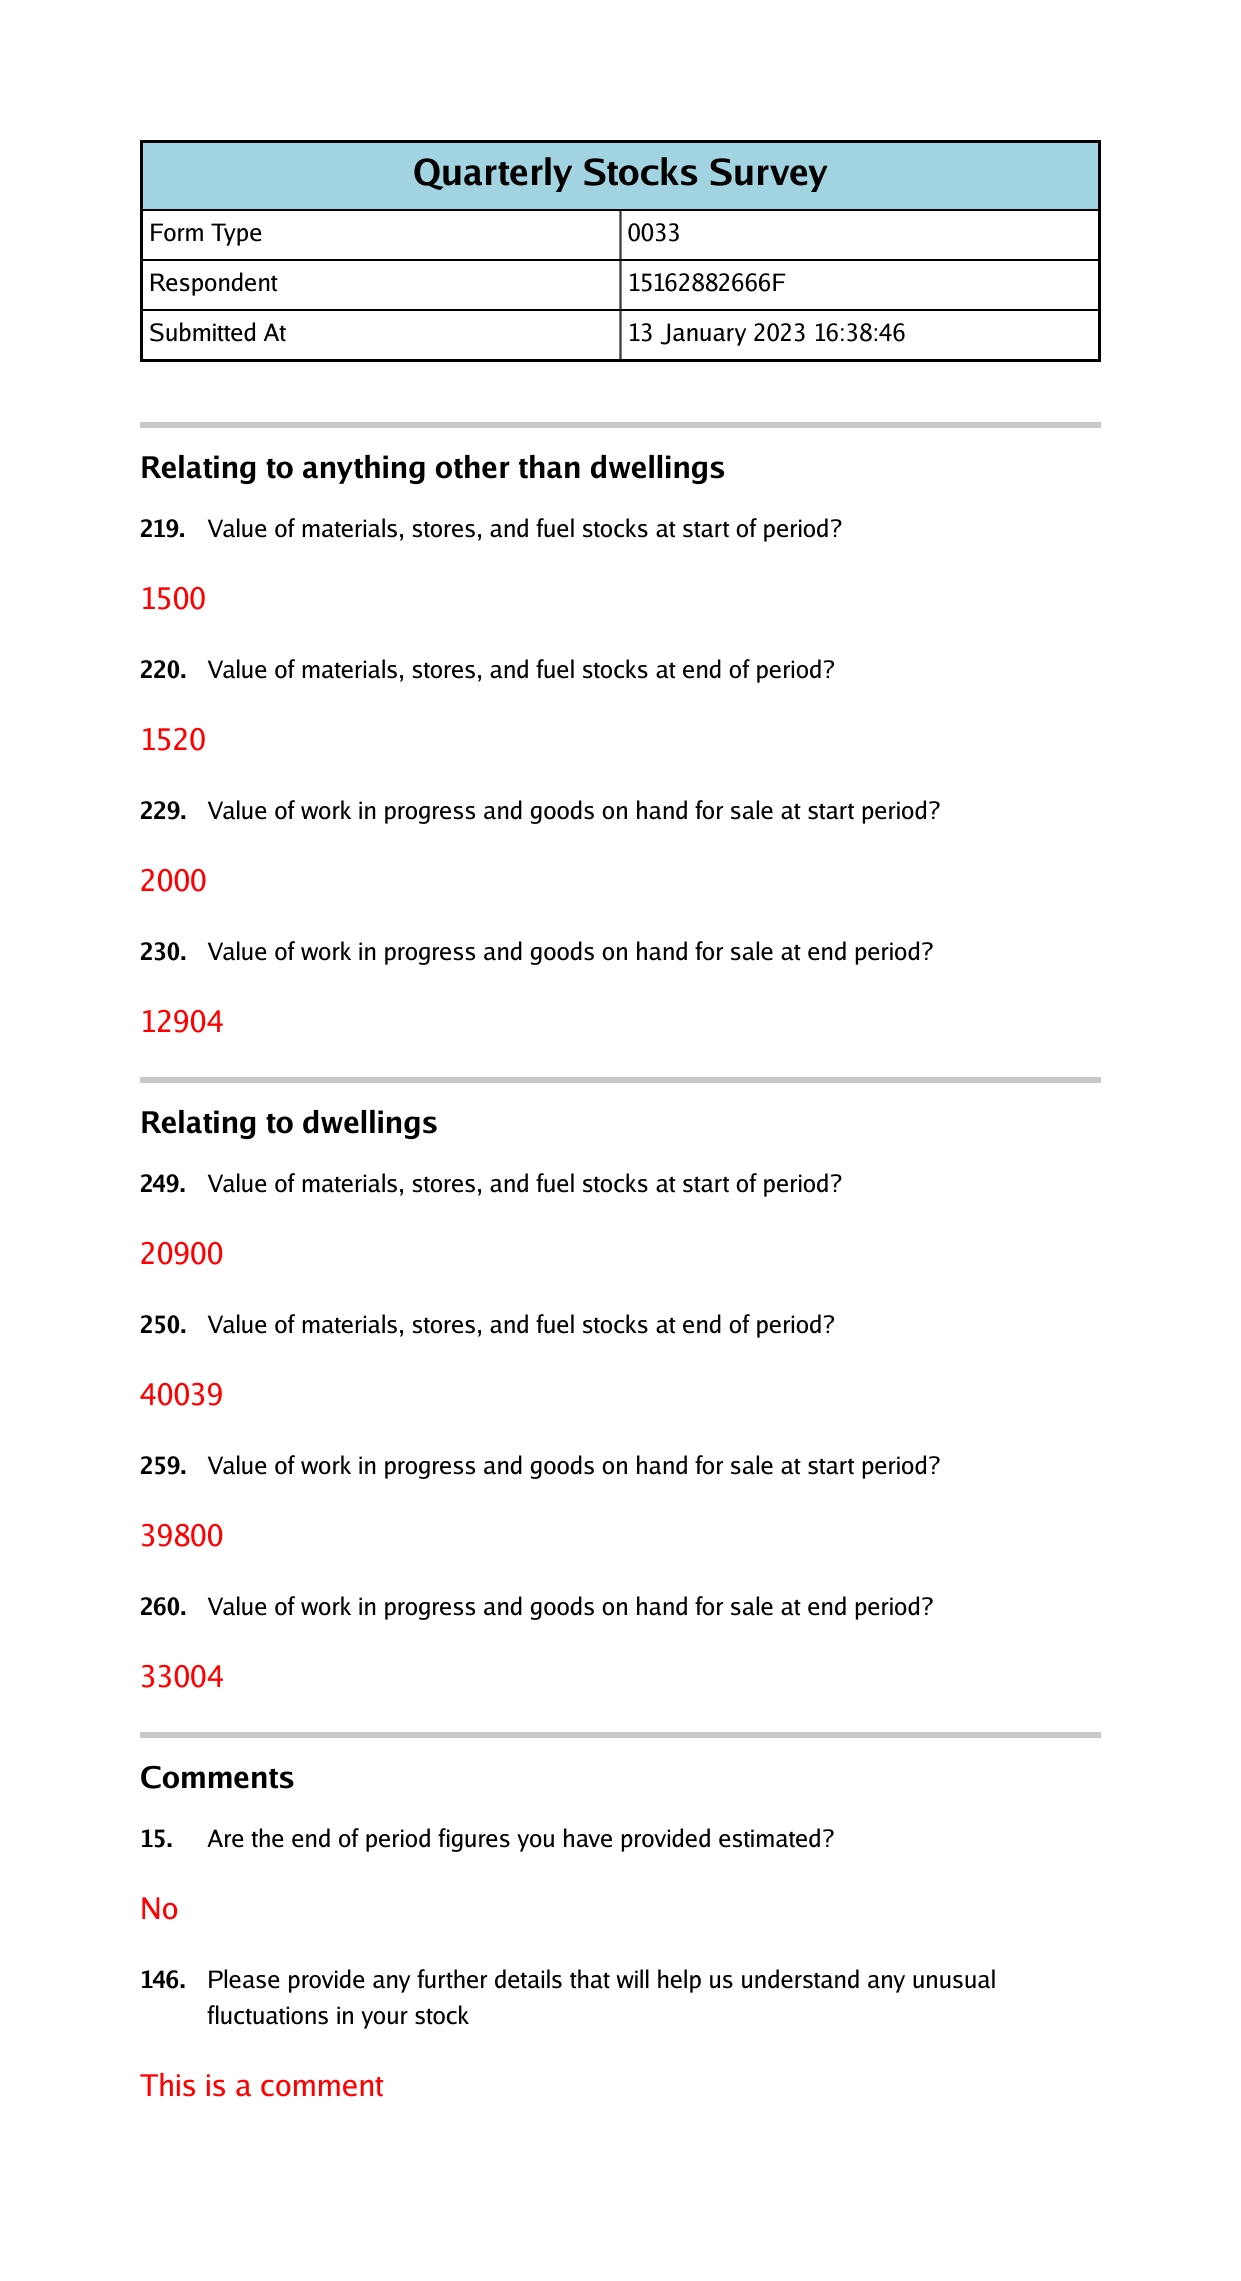 Quarterly Stocks Survey
Form Type 0033
Respondent 15162882666F
Submitted At 13 January 2023 16:38:46
Relating to anything other than dwellings
219. Value of materials, stores, and fuel stocks at start of period?
1500
220. Value of materials, stores, and fuel stocks at end of period?
1520
229. Value of work in progress and goods on hand for sale at start period?
2000
230. Value of work in progress and goods on hand for sale at end period?
12904
Relating to dwellings
249. Value of materials, stores, and fuel stocks at start of period?
20900
250. Value of materials, stores, and fuel stocks at end of period?
40039
259. Value of work in progress and goods on hand for sale at start period?
39800
260. Value of work in progress and goods on hand for sale at end period?
33004
Comments
15. Are the end of period figures you have provided estimated?
No
146. Please provide any further details that will help us understand any unusual
fluctuations in your stock
This is a comment